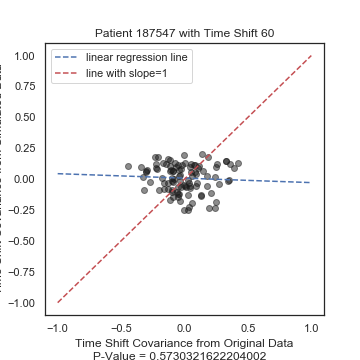 Patient 187547 with Time Shift 60
linear regression line
line with slope=1
1.00
0.75
0.50
0.25
0.00
−0.25
−0.50
−0.75
−1.00
−1.0
−0.5
0.0
0.5
1.0
Time Shift Covariance from Original Data
P-Value = 0.5730321622204002